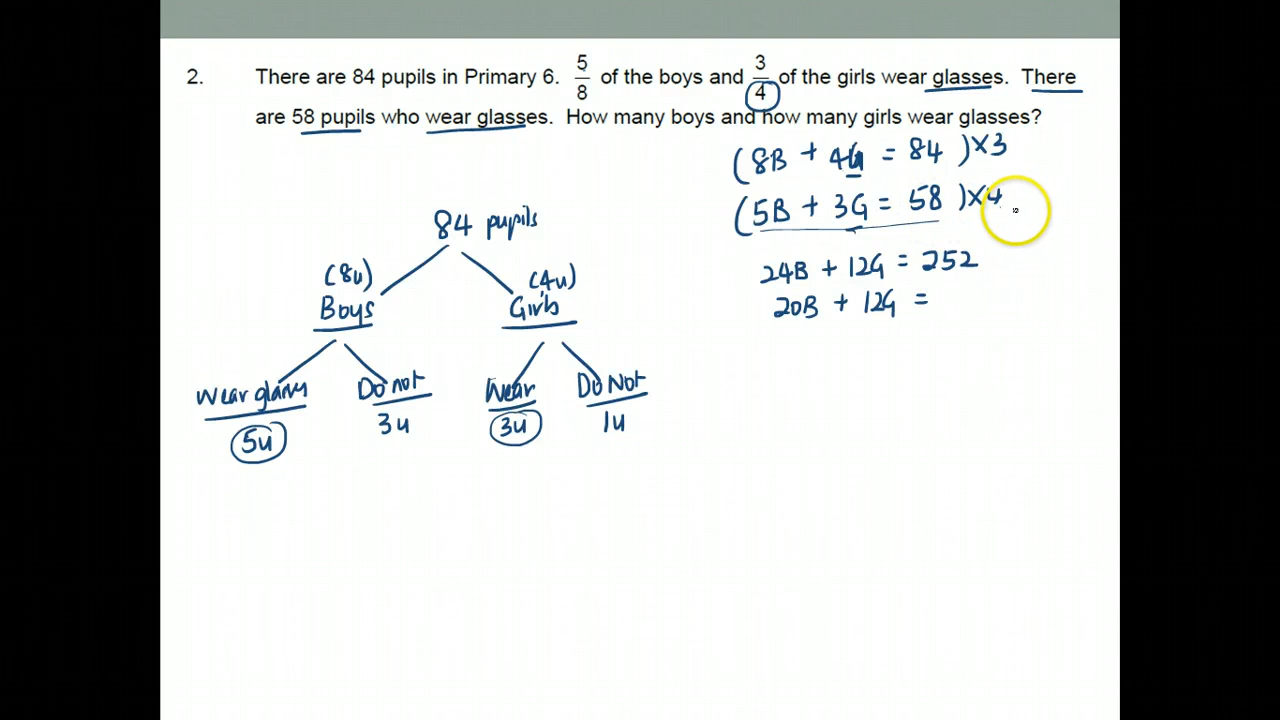 2. There are 84 pupils in Primary 6. 5/8 of the boys and 3/4 of the girls wear glasses. There
are 58 pupils who wear glasses. How many boys and how many girls wear glasses?
(8B + 4G = 84)×3
(5B + 3G = 58)×4
24B + 12G = 252
20B + 12G =
84 pupils
(8u) (4u)
Boys Girls
Wear glasses Do not Wear Do Not
5u 3u 3u 1u